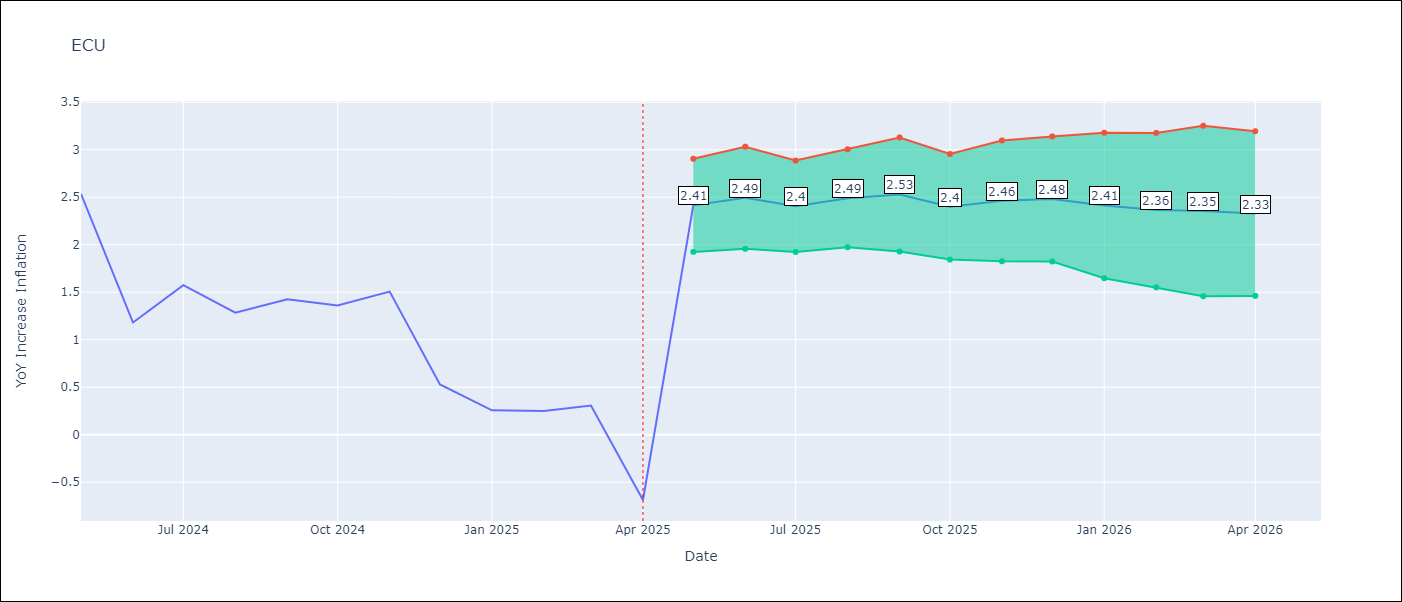 ECU
3.5
3
2.5
2
1.5
1
0.5
0
−0.5
YoY Increase Inflation
2.41
2.49
2.4
2.49
2.53
2.4
2.46
2.48
2.41
2.36
2.35
2.33
Jul 2024
Oct 2024
Jan 2025
Apr 2025
Jul 2025
Oct 2025
Jan 2026
Apr 2026
Date